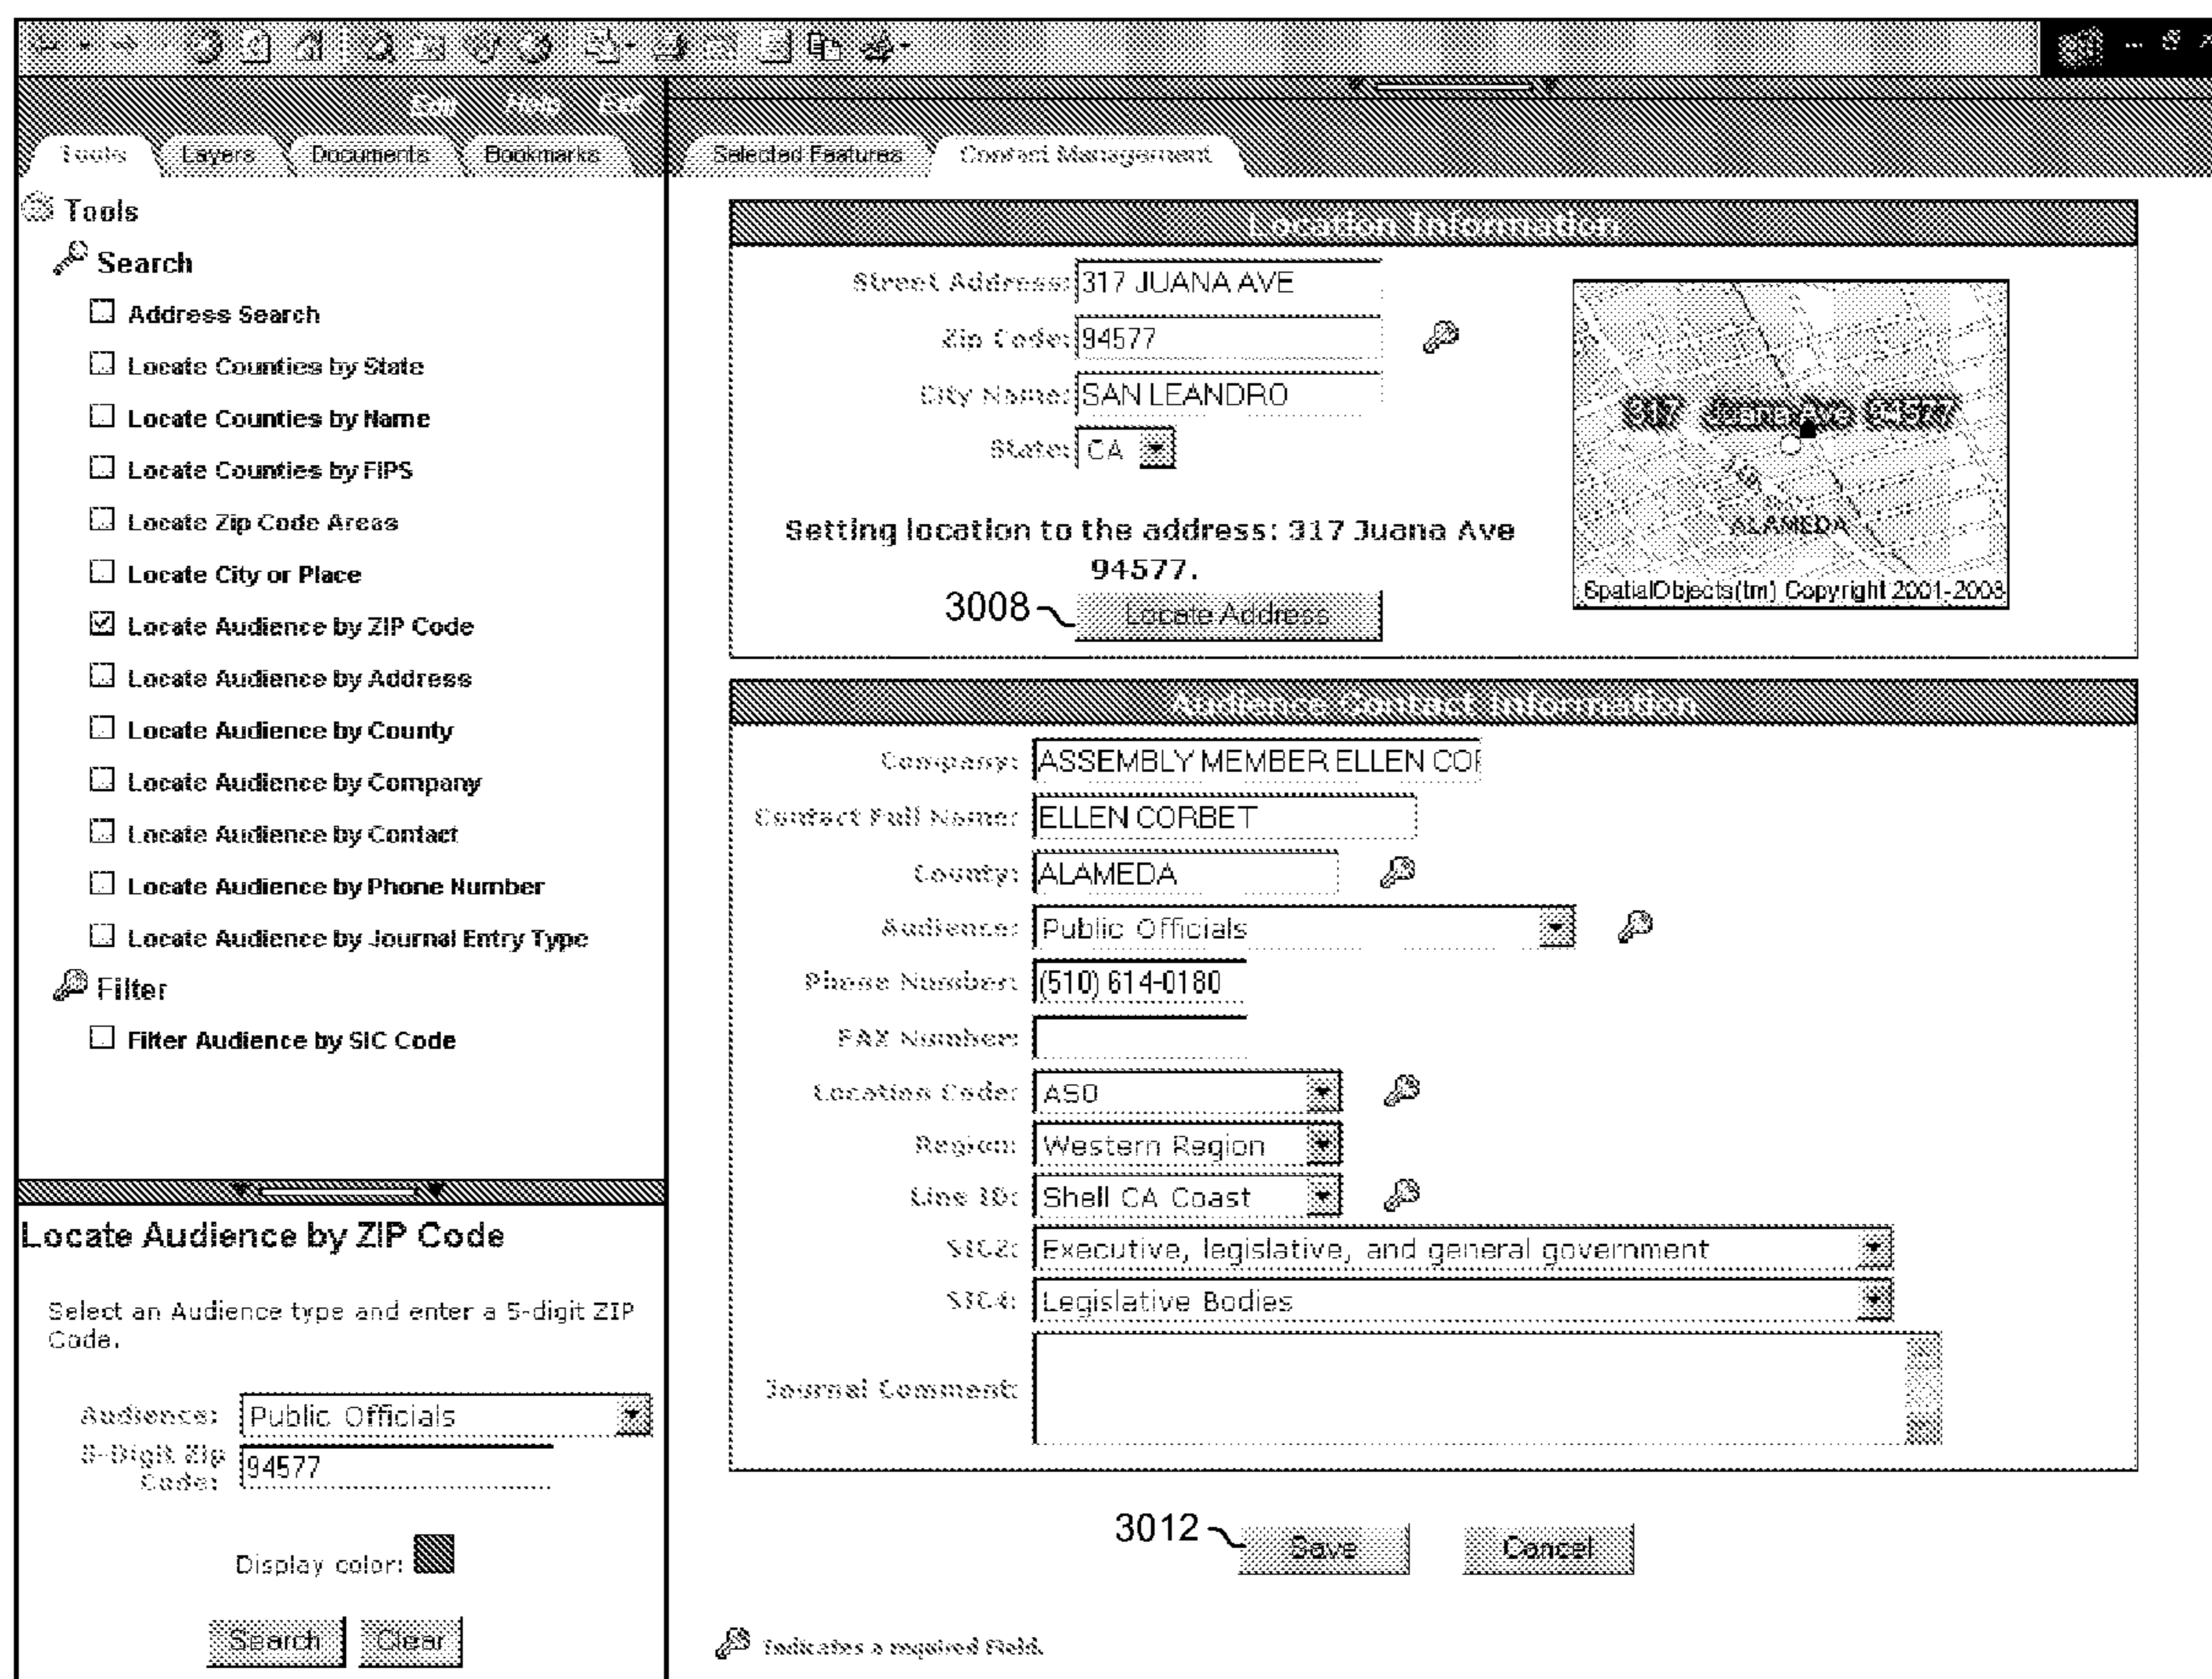 Edit Help Exit
Tools Layers Documents Bookmarks
Selected Features Contact Management
Tools
Search
Address Search
Locate Counties by State
Locate Counties by Name
Locate Counties by FIPS
Locate Zip Code Areas
Locate City or Place
Locate Audience by ZIP Code
Locate Audience by Address
Locate Audience by County
Locate Audience by Company
Locate Audience by Contact
Locate Audience by Phone Number
Locate Audience by Journal Entry Type
Filter
Filter Audience by SIC Code
Locate Audience by ZIP Code
Select an Audience type and enter a 5-digit ZIP
Code.
Audience: Public Officials
5-Digit Zip
Code: 94577
Display color:
Search Clear
Location Information
Street Address: 317 JUANA AVE
Zip Code: 94577
City Name: SAN LEANDRO
State: CA
Setting location to the address: 317 Juana Ave
94577.
3008 Locate Address
317 Juana Ave 94577
ALAMEDA
SpatialObjects(tm) Copyright 2001-2003
Audience Contact Information
Company: ASSEMBLY MEMBER ELLEN COR
Contact Full Name: ELLEN CORBET
County: ALAMEDA
Audience: Public Officials
Phone Number: (510) 614-0180
FAX Number:
Location Code: ASO
Region: Western Region
Line ID: Shell CA Coast
SIC2: Executive, legislative, and general government
SIC4: Legislative Bodies
Journal Comment:
3012 Save Cancel
Indicates a required Field.